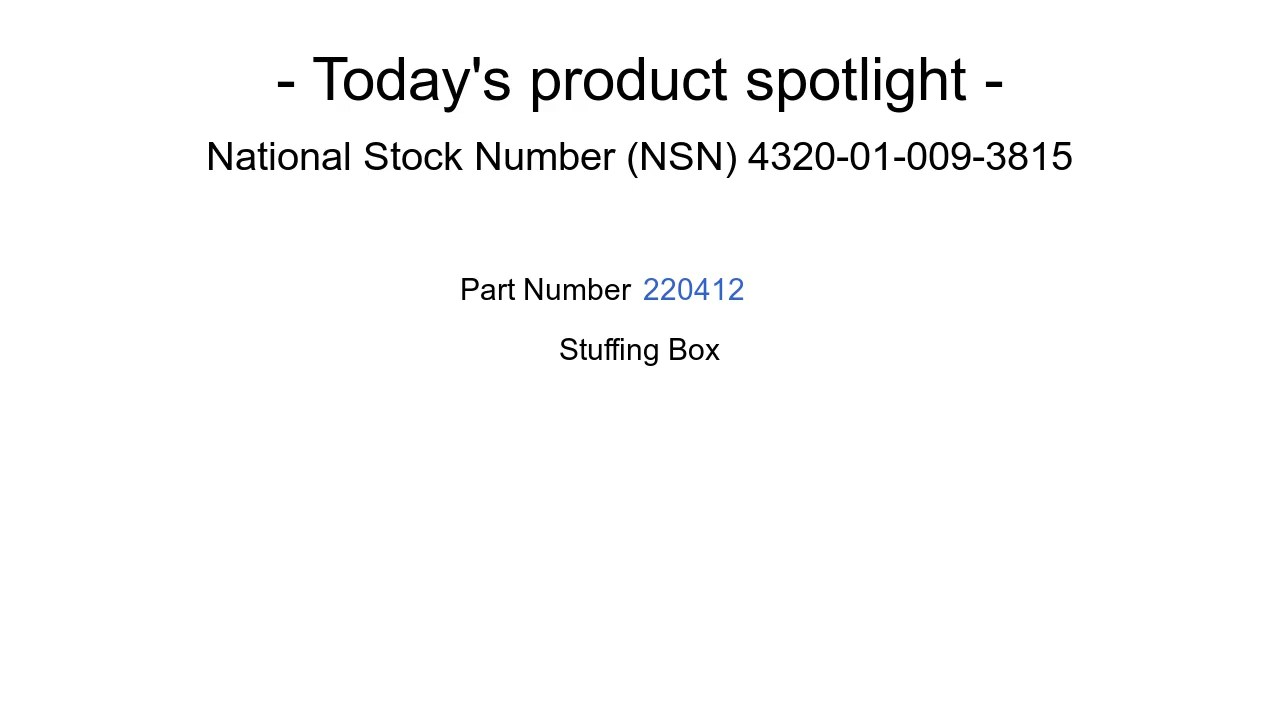 - Today's product spotlight -
National Stock Number (NSN) 4320-01-009-3815
Part Number 220412
Stuffing Box